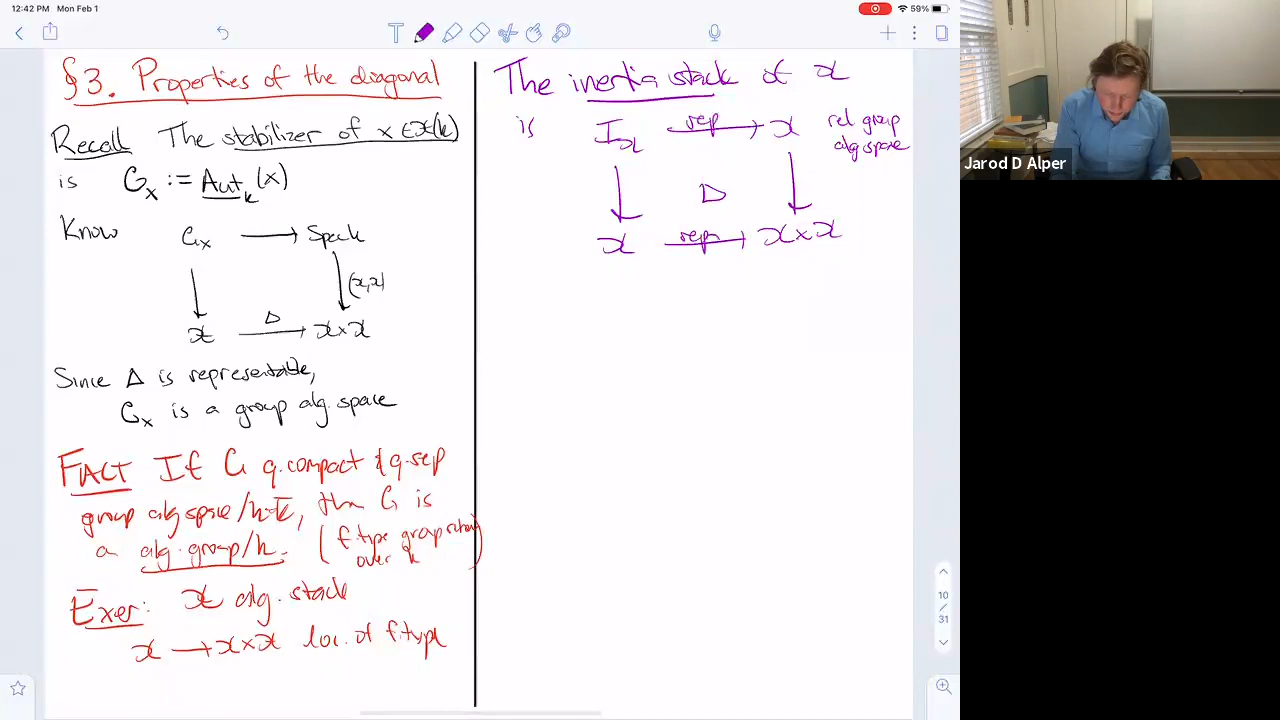 12:42 PM Mon Feb 1
59%
§3. Properties of the diagonal
Recall The stabilizer of x ∈ 𝒳(k)
is G_x := Aut_k(x)
Know G_x ⟶ Spec k
(x,x)
𝒳 ⟶ 𝒳×𝒳
Δ
Since Δ is representable,
G_x is a group alg. space
FACT If G q.compact & q.sep
group alg space/k=k̄, then G is
a alg. group/k. (f.type group scheme
over k)
Exer: 𝒳 alg. stack
𝒳 ⟶ 𝒳×𝒳 loc. of f.type
The inertia stack of 𝒳
is I_𝒳 ⟶ 𝒳 rel group
rep
alg space
Δ
𝒳 ⟶ 𝒳×𝒳
rep
Jarod D Alper
10
/
31